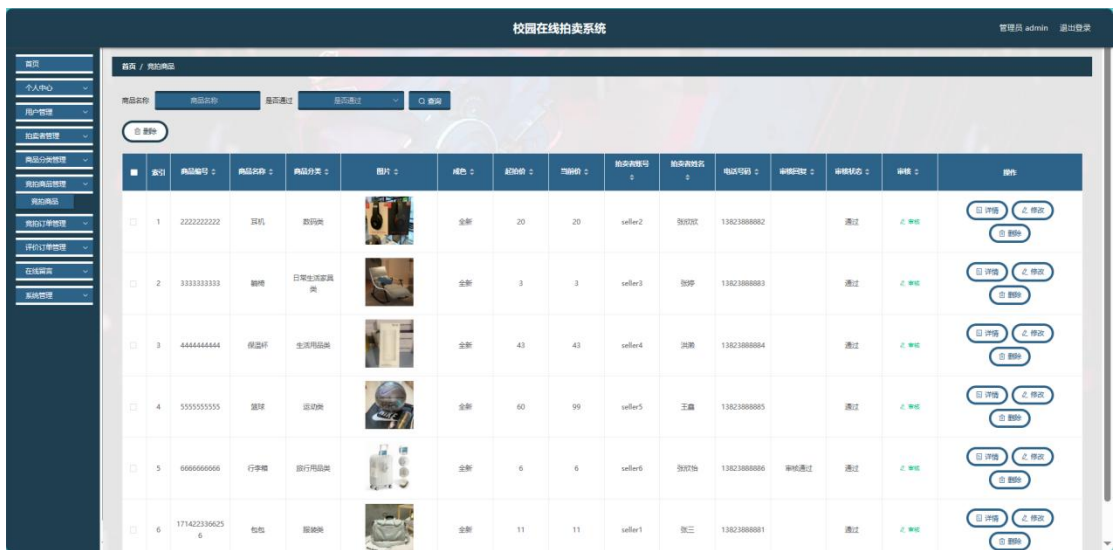 校园在线拍卖系统
管理员 admin 退出登录
首页
个人中心
用户管理
拍卖者管理
商品分类管理
竞拍商品管理
竞拍商品
竞拍订单管理
评价订单管理
在线留言
系统管理
首页 / 竞拍商品
商品名称 商品名称 是否通过 是否通过 查询
删除
索引 商品编号 商品名称 商品分类 图片 成色 起拍价 当前价 拍卖者账号 拍卖者姓名 电话号码 审核回复 审核状态 审核 操作
1 2222222222 耳机 数码类 全新 20 20 seller2 张欣欣 13823888882 通过 审核 详情 修改
删除
2 3333333333 躺椅 日常生活家具类 全新 3 3 seller3 张婷 13823888883 通过 审核 详情 修改
删除
3 4444444444 保温杯 生活用品类 全新 43 43 seller4 13823888884 通过 审核 详情 修改
删除
4 5555555555 篮球 运动类 全新 60 99 seller5 王鑫 13823888885 通过 审核 详情 修改
删除
5 6666666666 行李箱 旅行用品类 全新 6 6 seller6 张欣怡 13823888886 审核通过 通过 审核 详情 修改
删除
6 1714223366256 包包 服装类 全新 11 11 seller1 张三 13823888881 通过 审核 详情 修改
删除